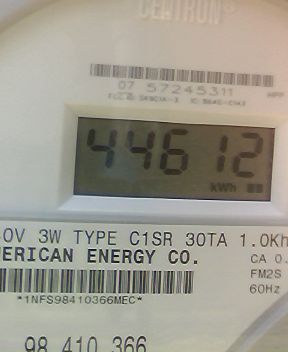 CENTRON®
07 57245311
44612
kWh
0V 3W TYPE C1SR 30TA 1.0Kh
ERICAN ENERGY CO.
CA 0.
FM2S
60Hz
*1NFS98410366MEC*
98 410 366